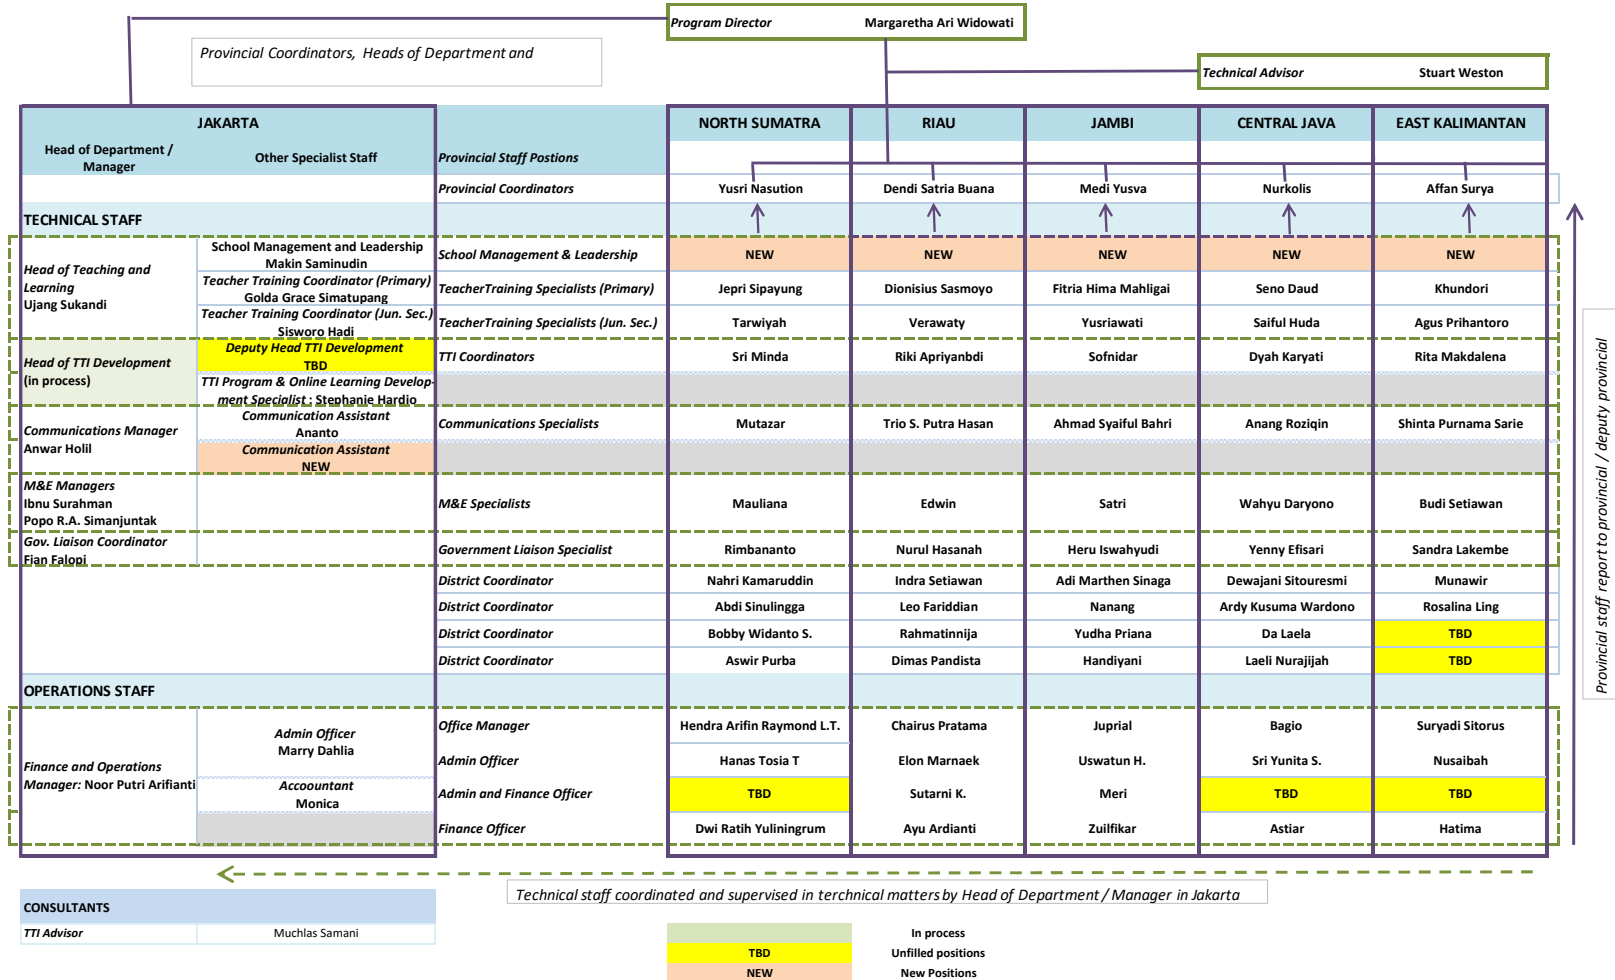 Program Director Margaretha Ari Widowati
Provincial Coordinators, Heads of Department and
Technical Advisor Stuart Weston
JAKARTA NORTH SUMATRA RIAU JAMBI CENTRAL JAVA EAST KALIMANTAN
Head of Department /
Manager
Other Specialist Staff
Provincial Staff Postions
Provincial Coordinators Yusri Nasution Dendi Satria Buana Medi Yusva Nurkolis Affan Surya
TECHNICAL STAFF
Head of Teaching and
Learning
Ujang Sukandi
School Management and Leadership
Makin Saminudin
School Management & Leadership NEW NEW NEW NEW NEW
Teacher Training Coordinator (Primary)
Golda Grace Simatupang
TeacherTraining Specialists (Primary) Jepri Sipayung Dionisius Sasmoyo Fitria Hima Mahligai Seno Daud Khundori
Teacher Training Coordinator (Jun. Sec.)
Sisworo Hadi
TeacherTraining Specialists (Jun. Sec.) Tarwiyah Verawaty Yusriawati Saiful Huda Agus Prihantoro
Head of TTI Development
(in process)
Deputy Head TTI Development
TBD
TTI Coordinators Sri Minda Riki Apriyanbdi Sofnidar Dyah Karyati Rita Makdalena
TTI Program & Online Learning Develop-
ment Specialist : Stephanie Hardio
Communications Manager
Anwar Holil
Communication Assistant
Ananto
Communications Specialists Mutazar Trio S. Putra Hasan Ahmad Syaiful Bahri Anang Roziqin Shinta Purnama Sarie
Communication Assistant
NEW
M&E Managers
Ibnu Surahman
Popo R.A. Simanjuntak
M&E Specialists Mauliana Edwin Satri Wahyu Daryono Budi Setiawan
Gov. Liaison Coordinator
Fian Falopi
Government Liaison Specialist Rimbananto Nurul Hasanah Heru Iswahyudi Yenny Efisari Sandra Lakembe
District Coordinator Nahri Kamaruddin Indra Setiawan Adi Marthen Sinaga Dewajani Sitouresmi Munawir
District Coordinator Abdi Sinulingga Leo Fariddian Nanang Ardy Kusuma Wardono Rosalina Ling
District Coordinator Bobby Widanto S. Rahmatinnija Yudha Priana Da Laela TBD
District Coordinator Aswir Purba Dimas Pandista Handiyani Laeli Nurajijah TBD
OPERATIONS STAFF
Finance and Operations
Manager: Noor Putri Arifianti
Admin Officer
Marry Dahlia
Office Manager Hendra Arifin Raymond L.T. Chairus Pratama Juprial Bagio Suryadi Sitorus
Admin Officer Hanas Tosia T Elon Marnaek Uswatun H. Sri Yunita S. Nusaibah
Accoountant
Monica
Admin and Finance Officer TBD Sutarni K. Meri TBD TBD
Finance Officer Dwi Ratih Yuliningrum Ayu Ardianti Zuilfikar Astiar Hatima
Provincial staff report to provincial / deputy provincial
Technical staff coordinated and supervised in terchnical matters by Head of Department / Manager in Jakarta
CONSULTANTS
TTI Advisor Muchlas Samani
In process
TBD Unfilled positions
NEW New Positions